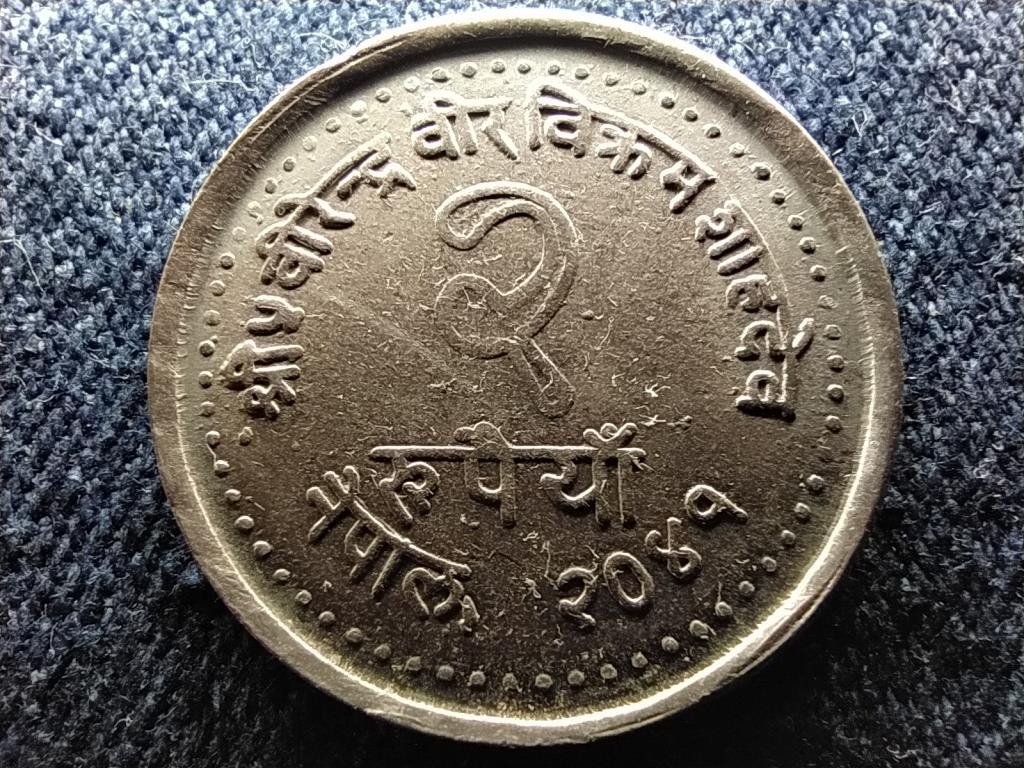 श्री ५ वीरेन्द्र वीर विक्रम शाहदेव
२
रूपैयाँ
नेपाल २०४१